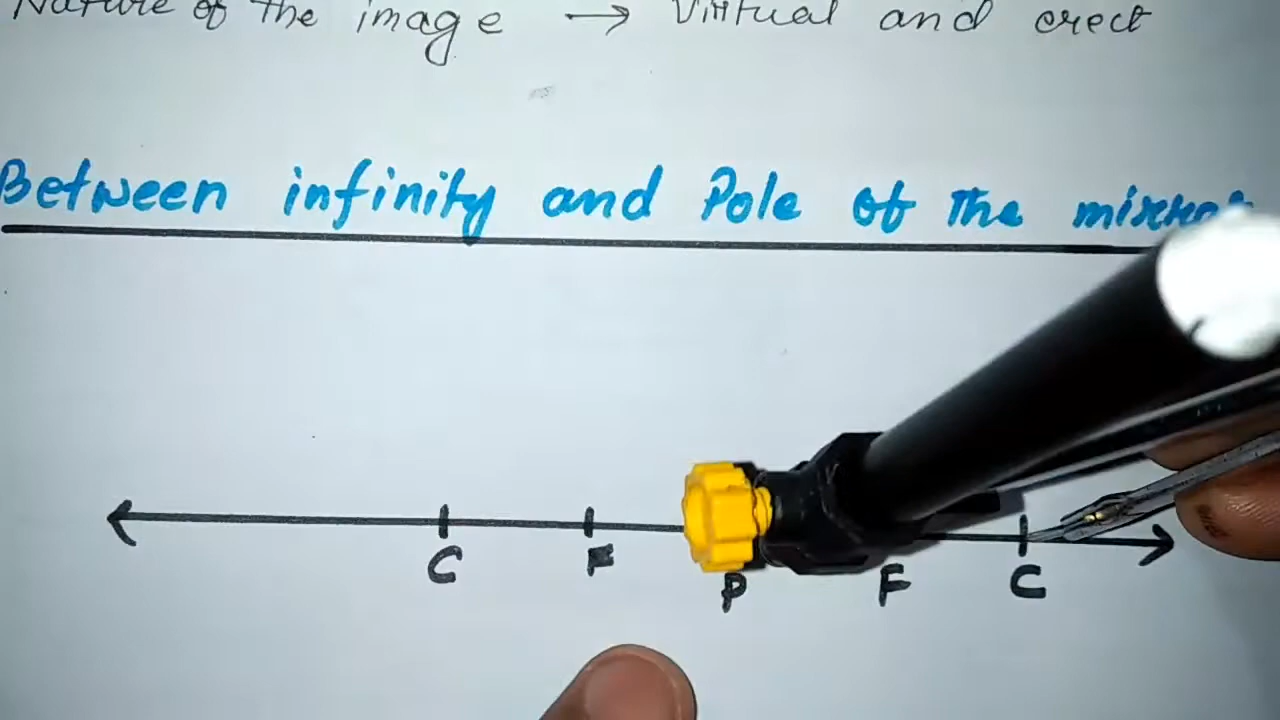 Nature of the image → Virtual and erect
Between infinity and Pole of the mirror
C F P F C